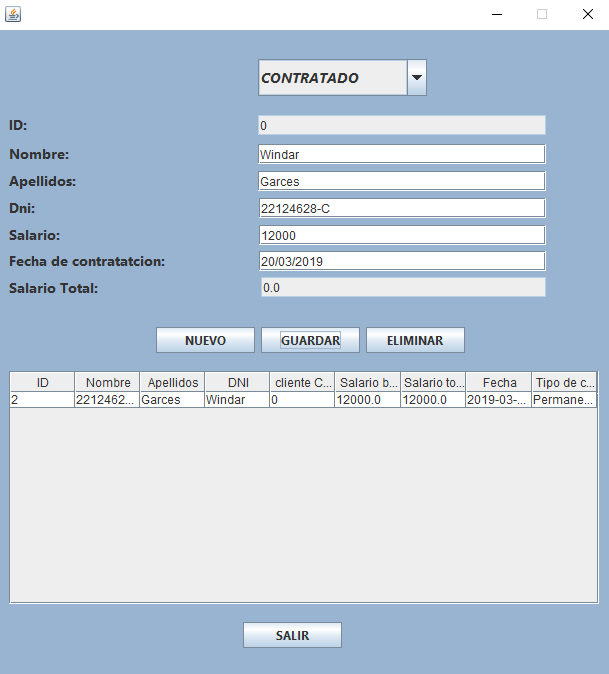 CONTRATADO
ID: 0
Nombre: Windar
Apellidos: Garces
Dni: 22124628-C
Salario: 12000
Fecha de contratatcion: 20/03/2019
Salario Total: 0.0
NUEVO GUARDAR ELIMINAR
ID Nombre Apellidos DNI cliente C... Salario b... Salario to... Fecha Tipo de c...
2 2212462... Garces Windar 0 12000.0 12000.0 2019-03-... Permane...
SALIR